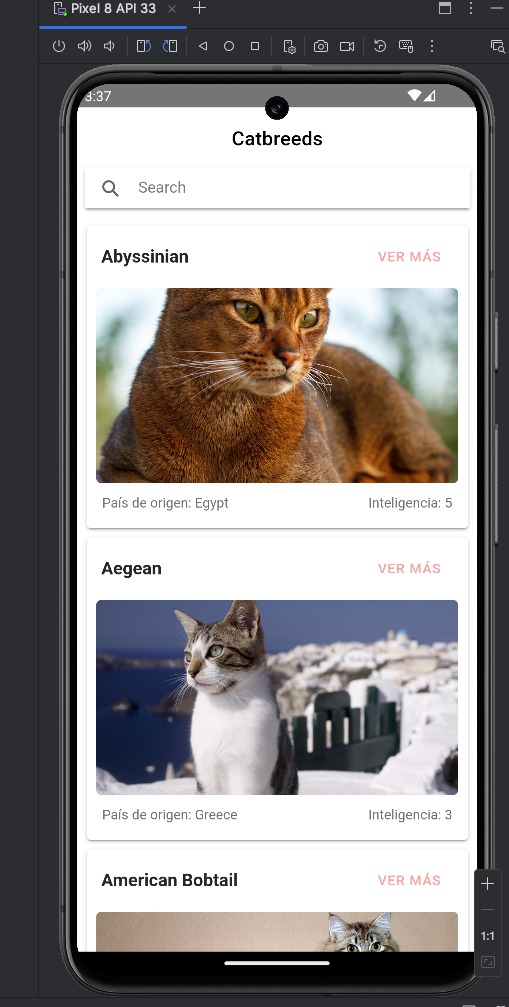 Pixel 8 API 33
3:37
Catbreeds
Search
Abyssinian VER MÁS
País de origen: Egypt Inteligencia: 5
Aegean VER MÁS
País de origen: Greece Inteligencia: 3
American Bobtail VER MÁS
1:1